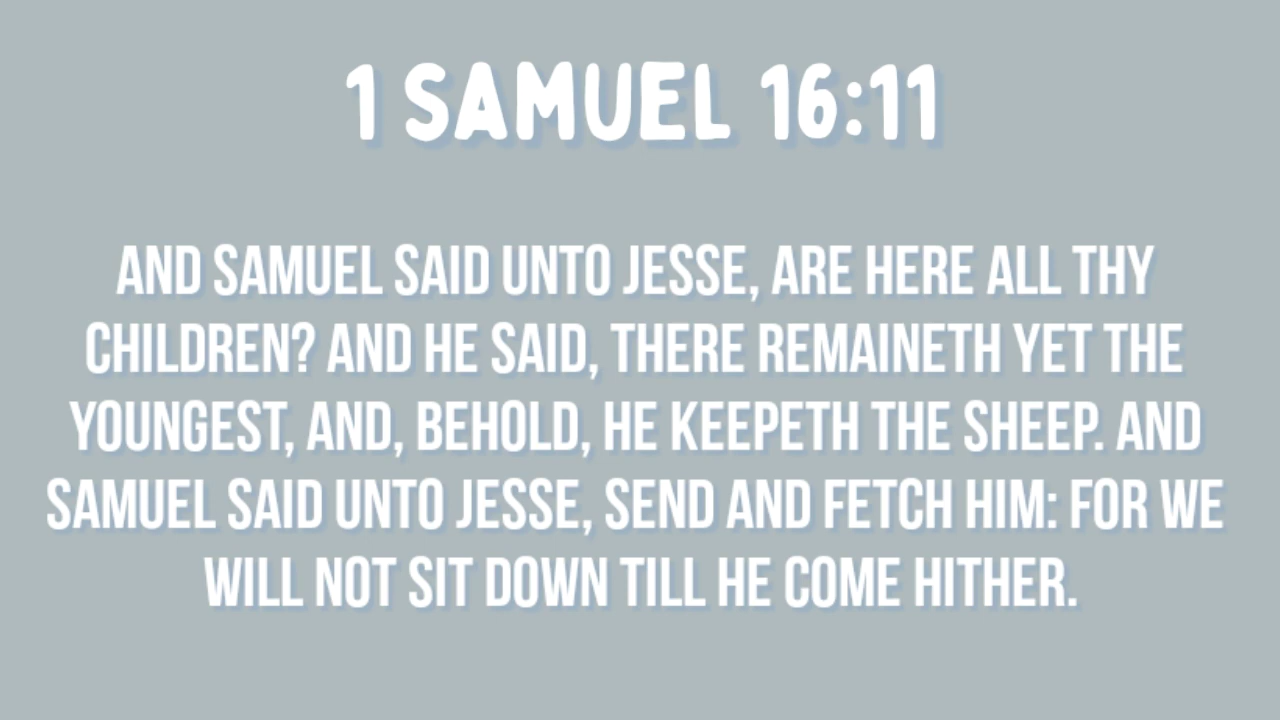 1 SAMUEL 16:11
AND SAMUEL SAID UNTO JESSE, ARE HERE ALL THY
CHILDREN? AND HE SAID, THERE REMAINETH YET THE
YOUNGEST, AND, BEHOLD, HE KEEPETH THE SHEEP. AND
SAMUEL SAID UNTO JESSE, SEND AND FETCH HIM: FOR WE
WILL NOT SIT DOWN TILL HE COME HITHER.